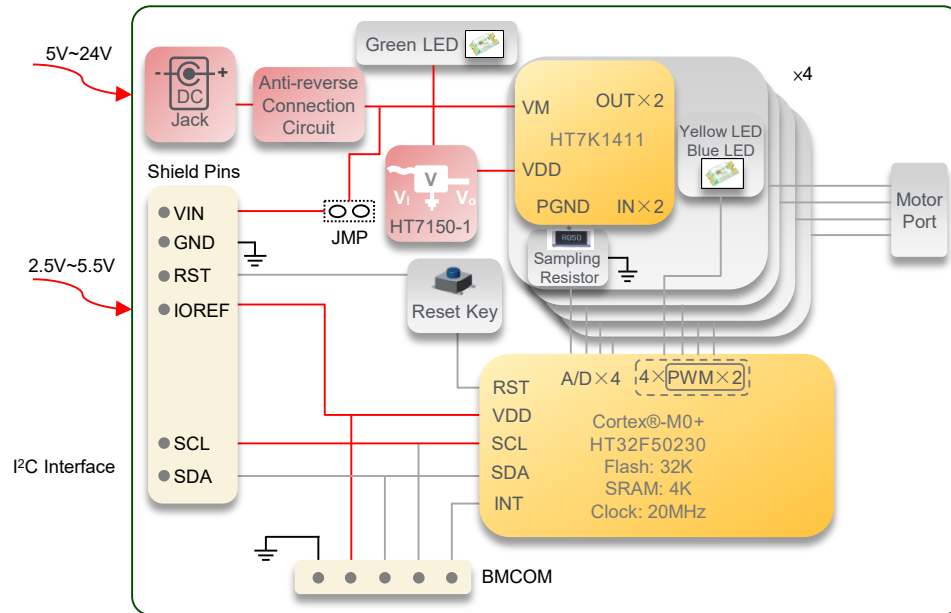 5V~24V
- +
DC
Jack
Anti-reverse
Connection
Circuit
Green LED
×4
VM
OUT×2
HT7K1411
VDD
PGND
IN×2
Yellow LED
Blue LED
Motor
Port
V
Vi
Vo
HT7150-1
JMP
R050
Sampling
Resistor
Shield Pins
VIN
GND
RST
IOREF
SCL
SDA
2.5V~5.5V
I²C Interface
Reset Key
A/D×4
4×PWM×2
RST
VDD
SCL
SDA
INT
Cortex®-M0+
HT32F50230
Flash: 32K
SRAM: 4K
Clock: 20MHz
BMCOM